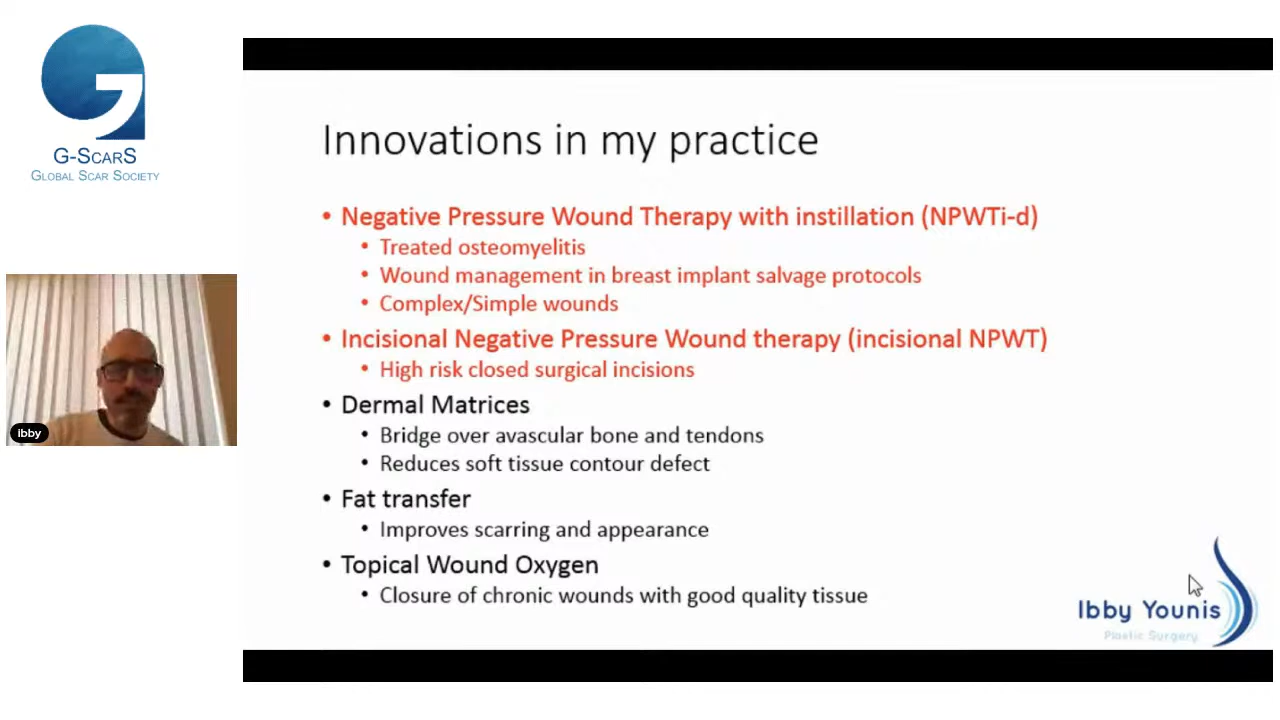 G-SCARS
GLOBAL SCAR SOCIETY
ibby
Innovations in my practice
• Negative Pressure Wound Therapy with instillation (NPWTi-d)
• Treated osteomyelitis
• Wound management in breast implant salvage protocols
• Complex/Simple wounds
• Incisional Negative Pressure Wound therapy (incisional NPWT)
• High risk closed surgical incisions
• Dermal Matrices
• Bridge over avascular bone and tendons
• Reduces soft tissue contour defect
• Fat transfer
• Improves scarring and appearance
• Topical Wound Oxygen
• Closure of chronic wounds with good quality tissue
Ibby Younis
Plastic Surgery